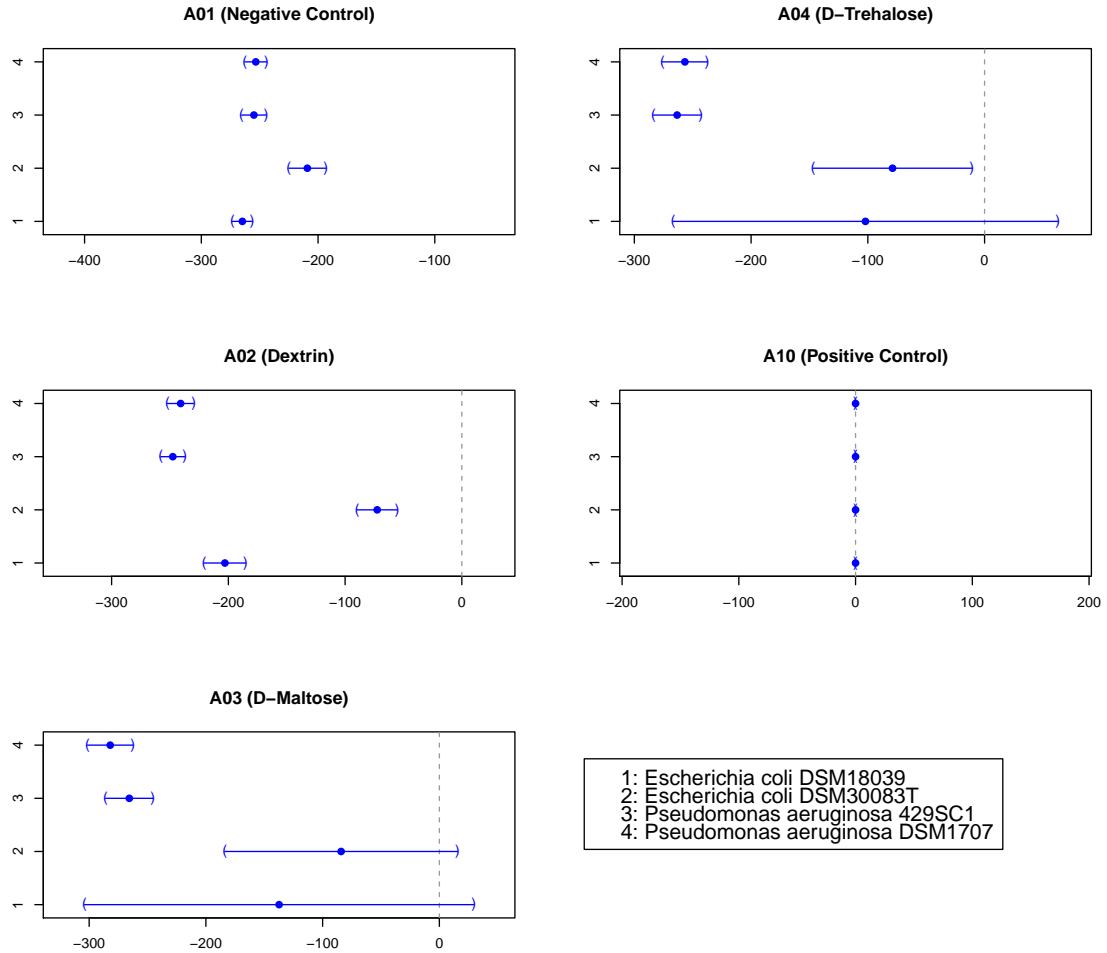 A01 (Negative Control)
4
3
2
1
−400 −300 −200 −100
A04 (D−Trehalose)
4
3
2
1
−300 −200 −100 0
A02 (Dextrin)
4
3
2
1
−300 −200 −100 0
A10 (Positive Control)
4
3
2
1
−200 −100 0 100 200
A03 (D−Maltose)
4
3
2
1
−300 −200 −100 0
1: Escherichia coli DSM18039
2: Escherichia coli DSM30083T
3: Pseudomonas aeruginosa 429SC1
4: Pseudomonas aeruginosa DSM1707